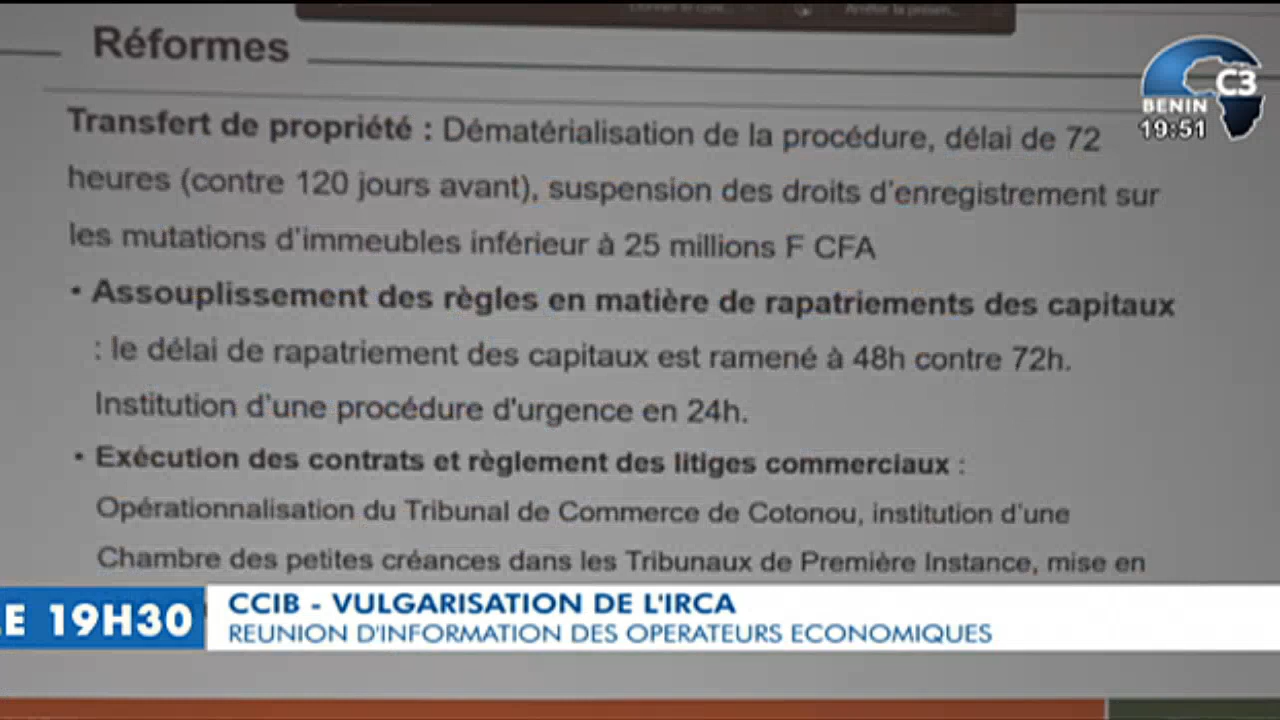 Réformes
C3
BENIN
19:51
Transfert de propriété : Dématérialisation de la procédure, délai de 72
heures (contre 120 jours avant), suspension des droits d'enregistrement sur
les mutations d'immeubles inférieur à 25 millions F CFA
• Assouplissement des règles en matière de rapatriements des capitaux
: le délai de rapatriement des capitaux est ramené à 48h contre 72h.
Institution d'une procédure d'urgence en 24h.
• Exécution des contrats et règlement des litiges commerciaux :
Opérationnalisation du Tribunal de Commerce de Cotonou, institution d'une
Chambre des petites créances dans les Tribunaux de Première Instance, mise en
LE 19H30
CCIB - VULGARISATION DE L'IRCA
REUNION D'INFORMATION DES OPERATEURS ECONOMIQUES